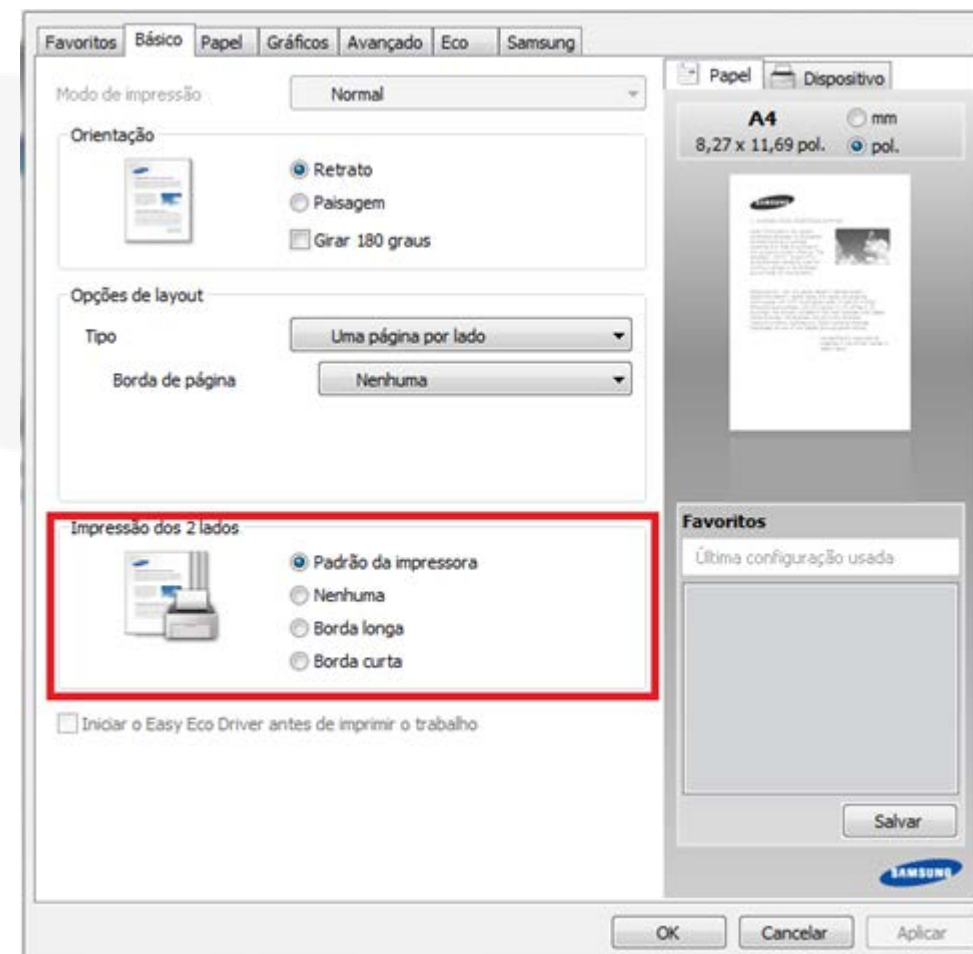 Favoritos Básico Papel Gráficos Avançado Eco Samsung
Modo de impressão Normal
Orientação
Retrato
Paisagem
Girar 180 graus
Opções de layout
Tipo Uma página por lado
Borda de página Nenhuma
Impressão dos 2 lados
Padrão da impressora
Nenhuma
Borda longa
Borda curta
Iniciar o Easy Eco Driver antes de imprimir o trabalho
Papel Dispositivo
A4 mm
8,27 x 11,69 pol. pol.
SAMSUNG
Favoritos
Última configuração usada
Salvar
SAMSUNG
OK Cancelar Aplicar